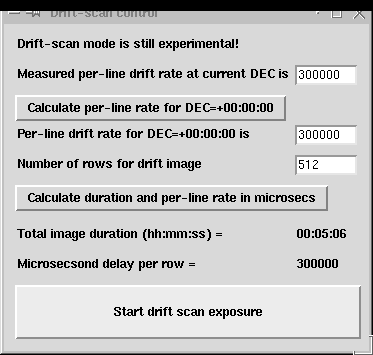 Drift-scan control
Drift-scan mode is still experimental!
Measured per-line drift rate at current DEC is 300000
Calculate per-line rate for DEC=+00:00:00
Per-line drift rate for DEC=+00:00:00 is 300000
Number of rows for drift image 512
Calculate duration and per-line rate in microsecs
Total image duration (hh:mm:ss) = 00:05:06
Microsecsond delay per row = 300000
Start drift scan exposure